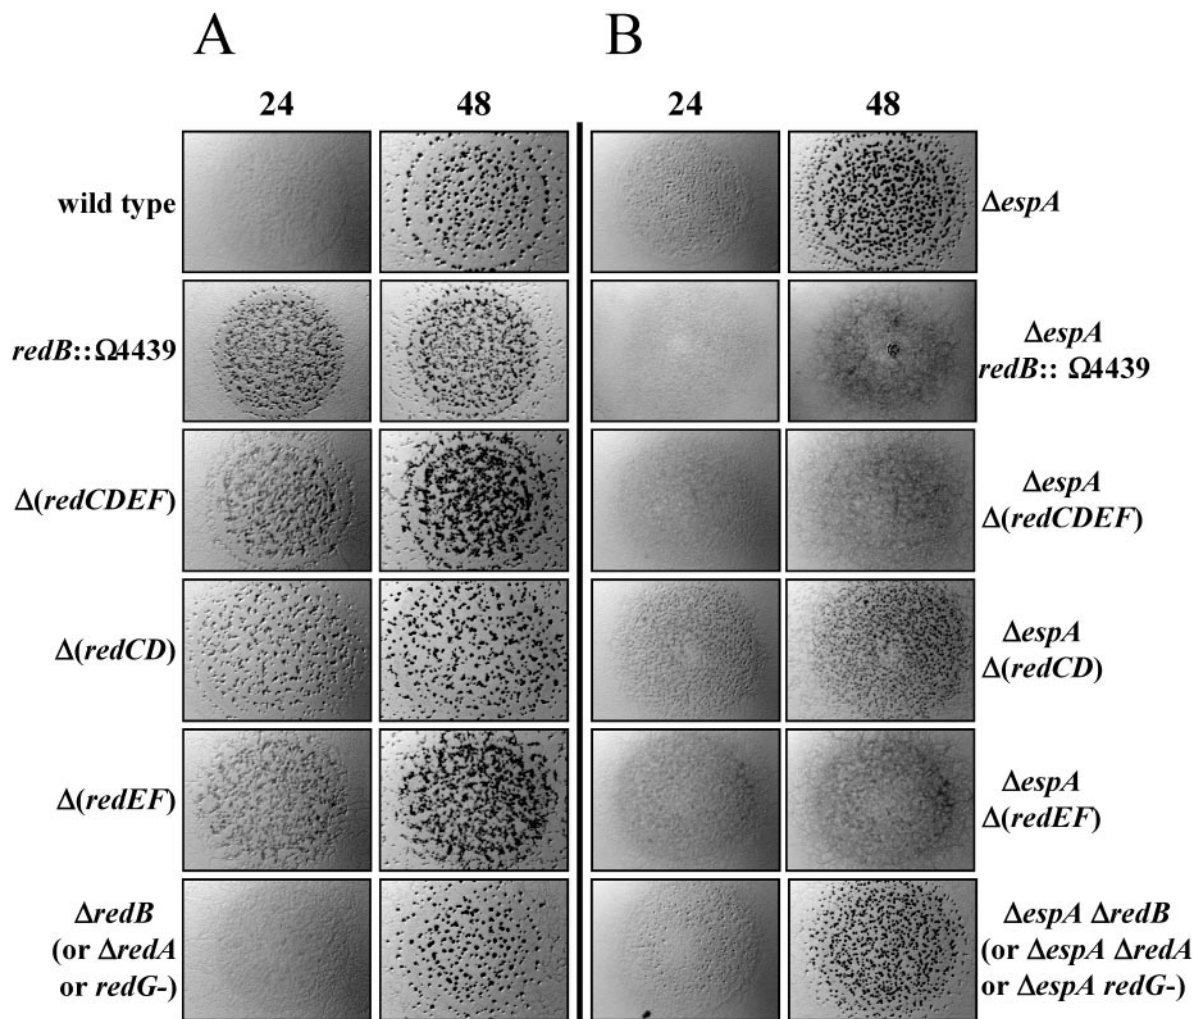 A B
24 48 24 48
wild type
ΔespA
redB::Ω4439
ΔespA
redB:: Ω4439
Δ(redCDEF)
ΔespA
Δ(redCDEF)
Δ(redCD)
ΔespA
Δ(redCD)
Δ(redEF)
ΔespA
Δ(redEF)
ΔredB
(or ΔredA
or redG-)
ΔespA ΔredB
(or ΔespA ΔredA
or ΔespA redG-)